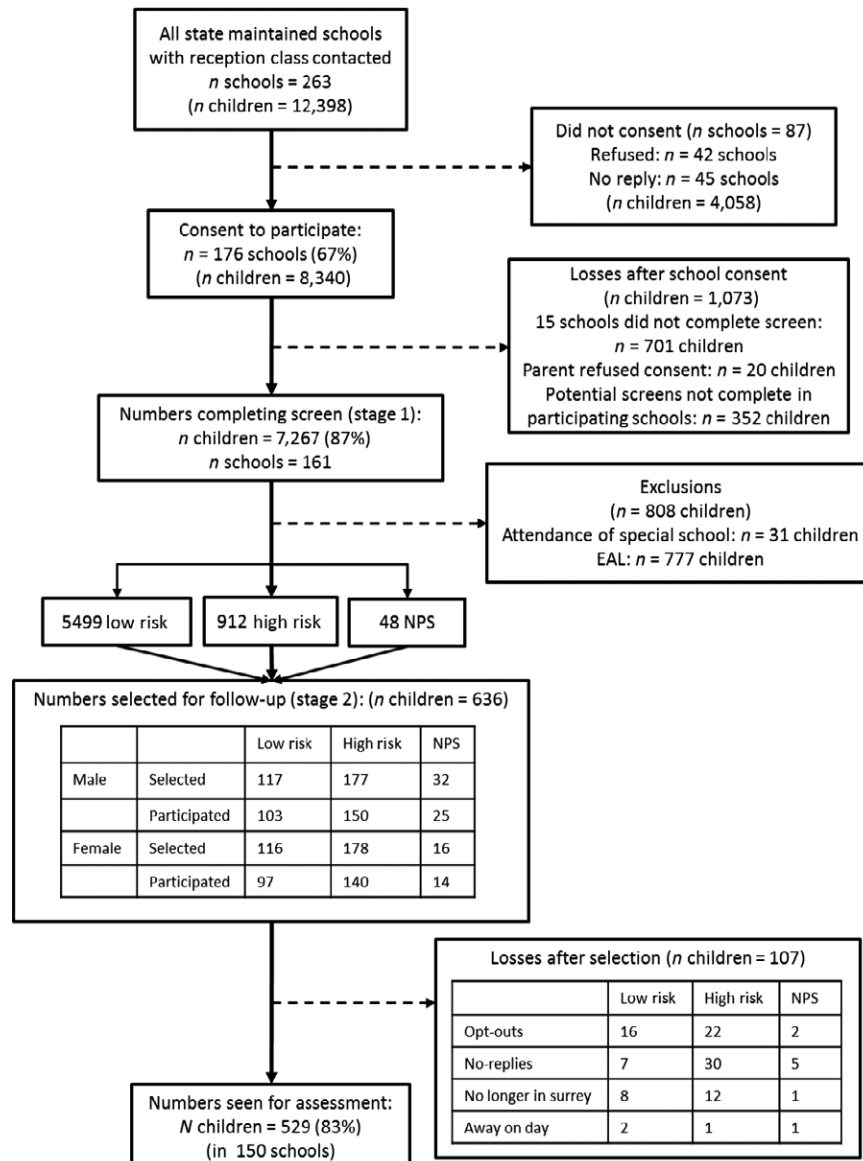 All state maintained schools
with reception class contacted
n schools = 263
(n children = 12,398)
Did not consent (n schools = 87)
Refused: n = 42 schools
No reply: n = 45 schools
(n children = 4,058)
Consent to participate:
n = 176 schools (67%)
(n children = 8,340)
Losses after school consent
(n children = 1,073)
15 schools did not complete screen:
n = 701 children
Parent refused consent: n = 20 children
Potential screens not complete in
participating schools: n = 352 children
Numbers completing screen (stage 1):
n children = 7,267 (87%)
n schools = 161
Exclusions
(n = 808 children)
Attendance of special school: n = 31 children
EAL: n = 777 children
5499 low risk 912 high risk 48 NPS
Numbers selected for follow-up (stage 2): (n children = 636)
Low risk High risk NPS
Male Selected 117 177 32
Participated 103 150 25
Female Selected 116 178 16
Participated 97 140 14
Losses after selection (n children = 107)
Low risk High risk NPS
Opt-outs 16 22 2
No-replies 7 30 5
No longer in surrey 8 12 1
Away on day 2 1 1
Numbers seen for assessment:
N children = 529 (83%)
(in 150 schools)